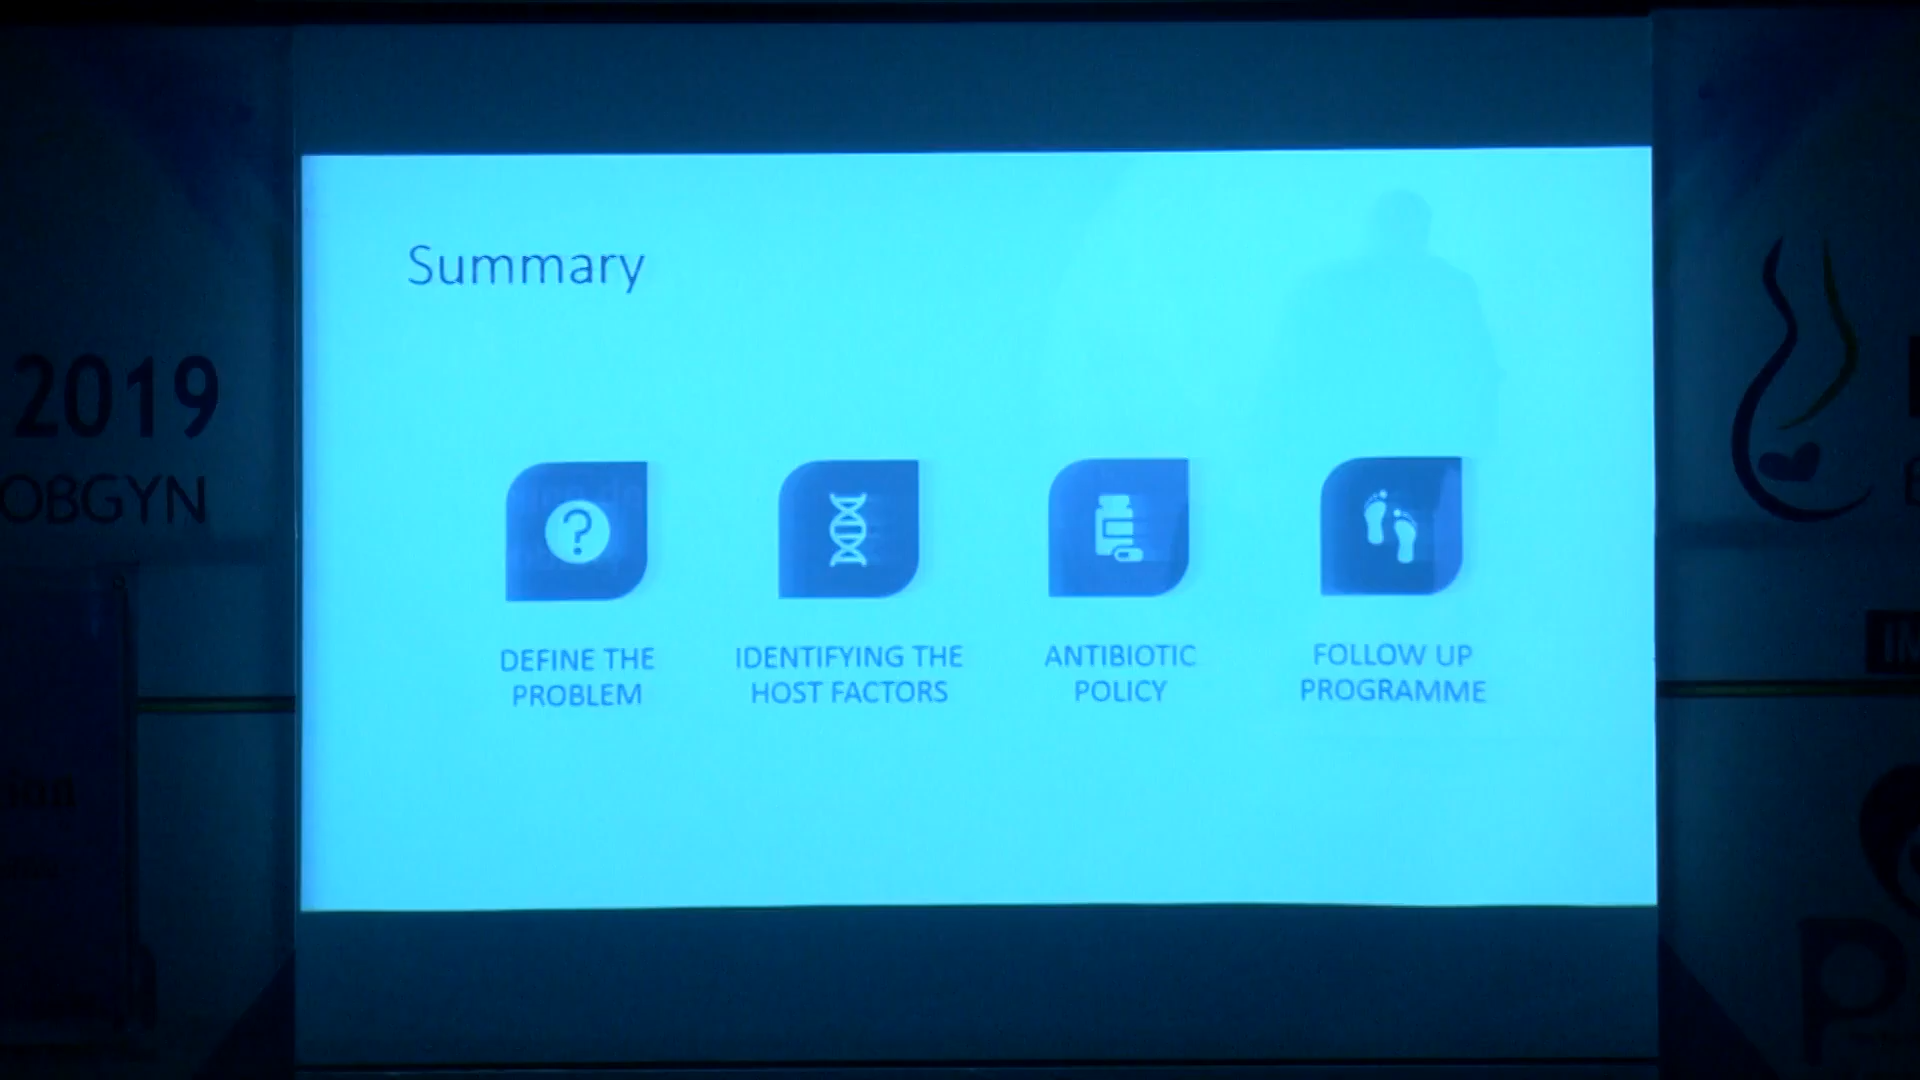 Summary
DEFINE THE
PROBLEM
IDENTIFYING THE
HOST FACTORS
ANTIBIOTIC
POLICY
FOLLOW UP
PROGRAMME
2019
OBGYN